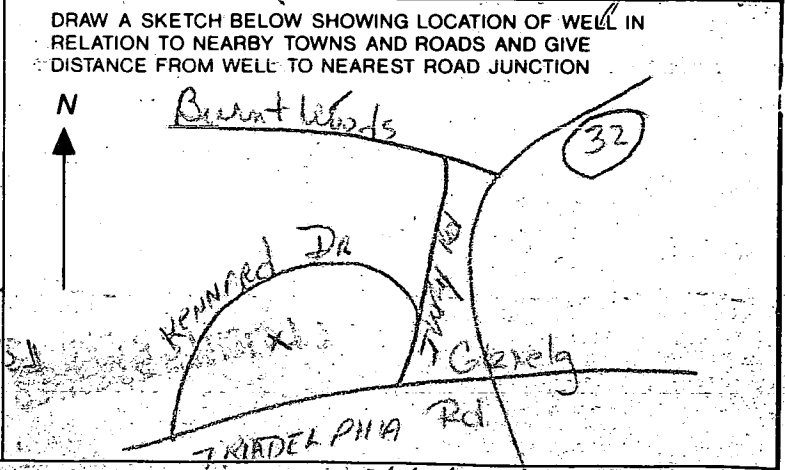 DRAW A SKETCH BELOW SHOWING LOCATION OF WELL IN
RELATION TO NEARBY TOWNS AND ROADS AND GIVE
DISTANCE FROM WELL TO NEAREST ROAD JUNCTION
N
Burnt Woods
32
Kennard Dr
Rd
X
Glenelg
TRIADELPHIA Rd